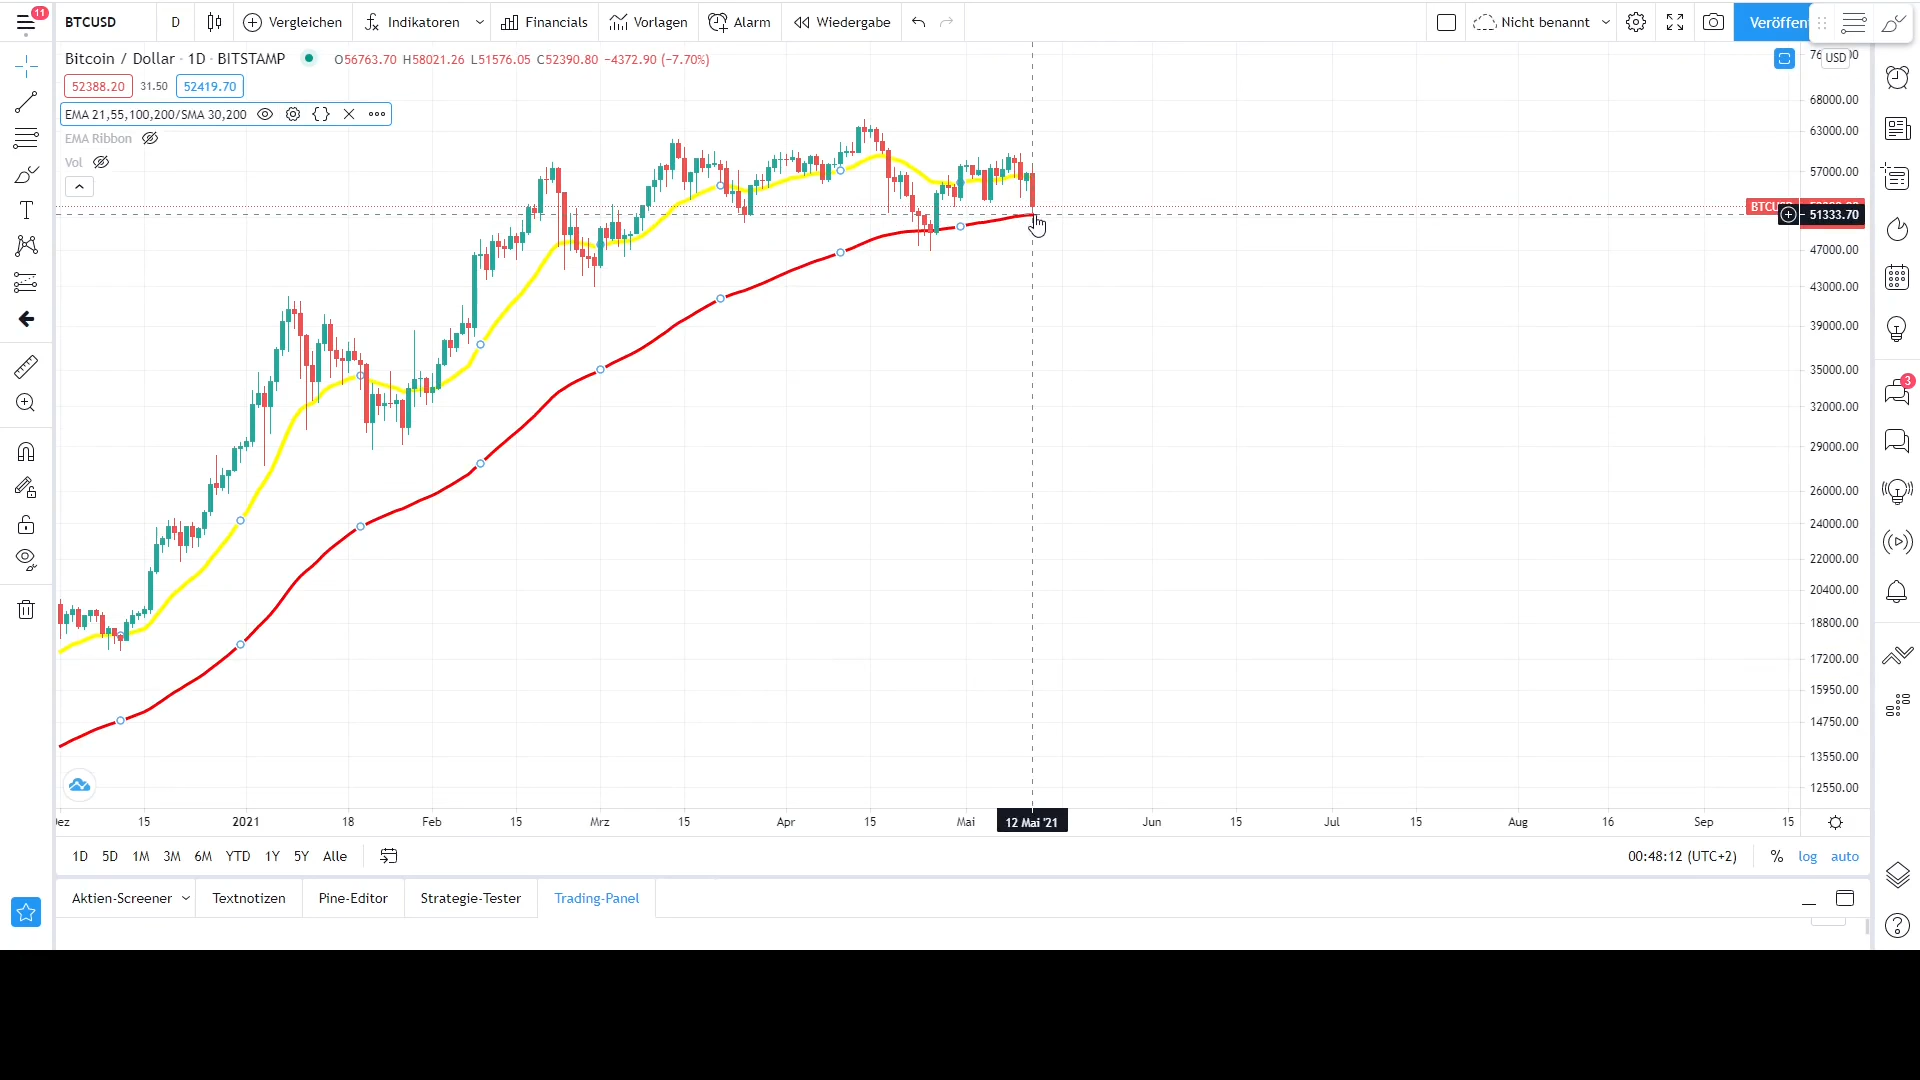 11
BTCUSD
D
Vergleichen
Indikatoren
Financials
Vorlagen
Alarm
Wiedergabe
Nicht benannt
Bitcoin / Dollar · 1D · BITSTAMP
O56763.70 H58021.26 L51576.05 C52390.80 −4372.90 (−7.70%)
USD
52388.20
31.50
52419.70
EMA 21,55,100,200/SMA 30,200
EMA Ribbon
Vol
68000.00
63000.00
57000.00
51333.70
47000.00
43000.00
39000.00
35000.00
32000.00
29000.00
26000.00
24000.00
22000.00
20400.00
18800.00
17200.00
15950.00
14750.00
13550.00
12550.00
3
15
2021
18
Feb
15
Mrz
15
Apr
15
Mai
12 Mai '21
Jun
15
Jul
15
Aug
16
Sep
15
1D 5D 1M 3M 6M YTD 1Y 5Y Alle
00:48:12 (UTC+2)
%
log
auto
Aktien-Screener
Textnotizen
Pine-Editor
Strategie-Tester
Trading-Panel